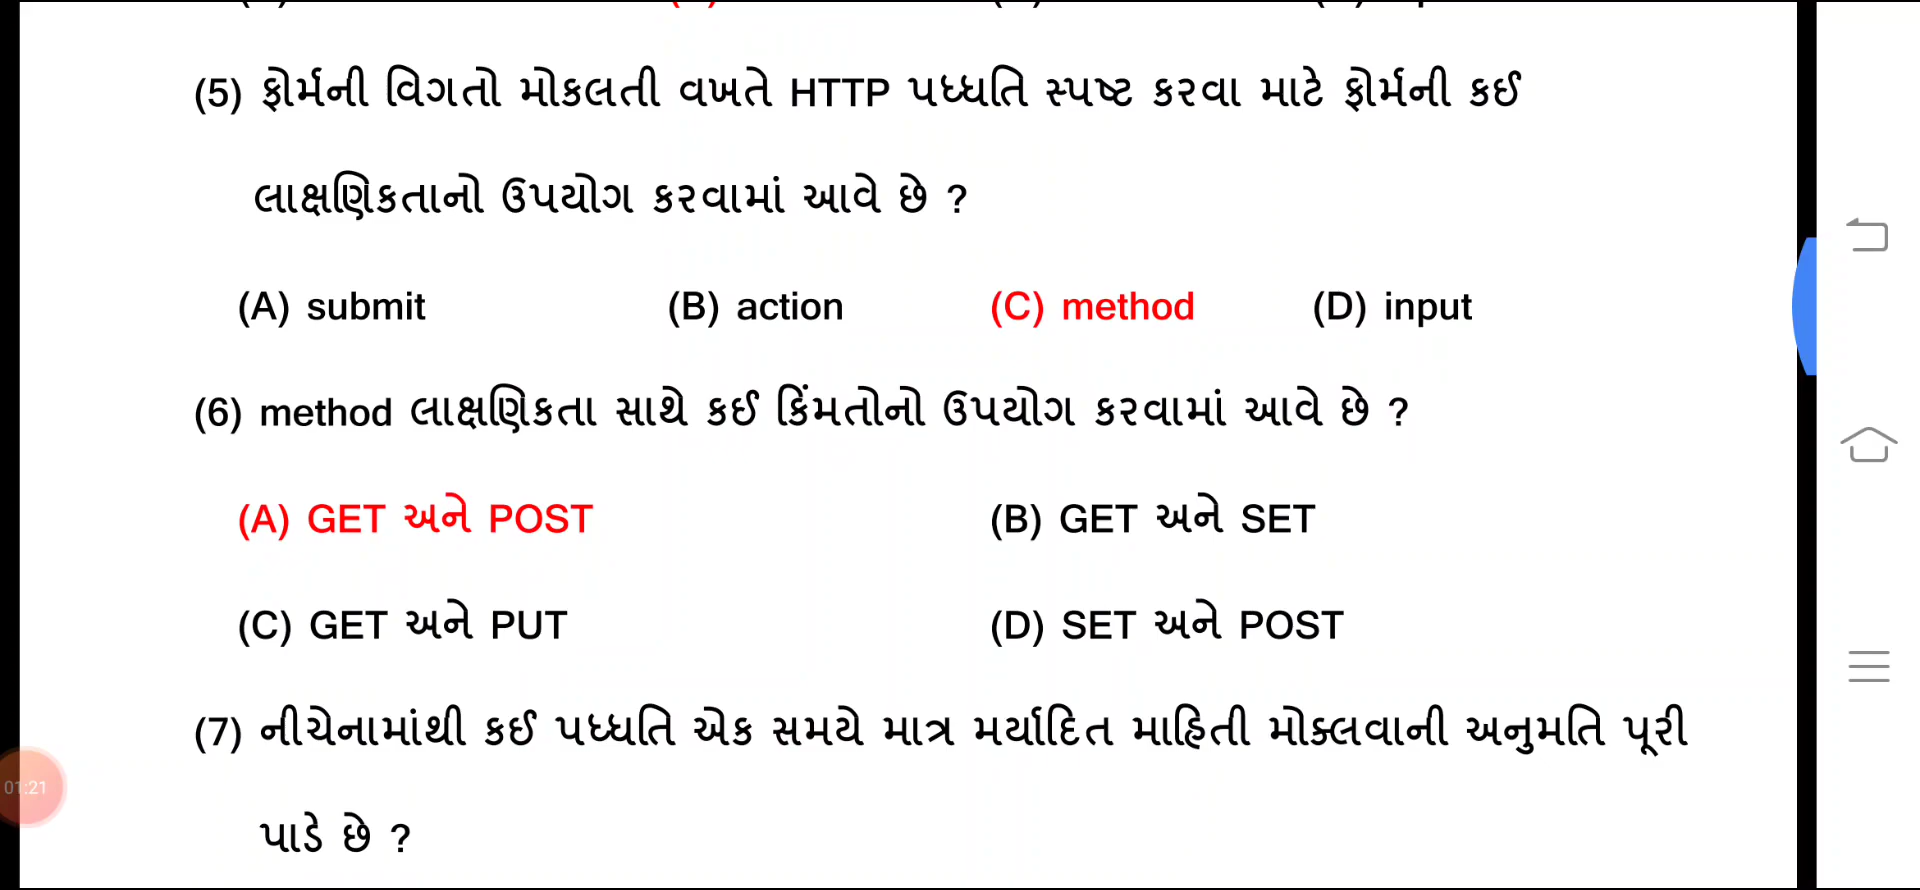 (5) ફોર્મની વિગતો મોકલતી વખતે HTTP પધ્ધતિ સ્પષ્ટ કરવા માટે ફોર્મની કઈ
લાક્ષણિકતાનો ઉપયોગ કરવામાં આવે છે ?
(A) submit (B) action (C) method (D) input
(6) method લાક્ષણિકતા સાથે કઈ કિંમતોનો ઉપયોગ કરવામાં આવે છે ?
(A) GET અને POST (B) GET અને SET
(C) GET અને PUT (D) SET અને POST
(7) નીચેનામાંથી કઈ પધ્ધતિ એક સમયે માત્ર મર્યાદિત માહિતી મોક્લવાની અનુમતિ પૂરી
01:21
પાડે છે ?